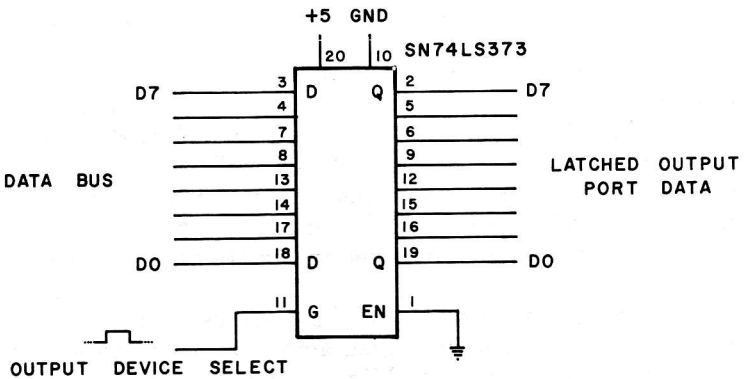 +5 GND
20 10 SN74LS373
D7 3 D Q 2 D7
4 5
7 6
8 9
DATA BUS 13 12 LATCHED OUTPUT
PORT DATA
14 15
17 16
D0 18 D Q 19 D0
11 G EN 1
OUTPUT DEVICE SELECT